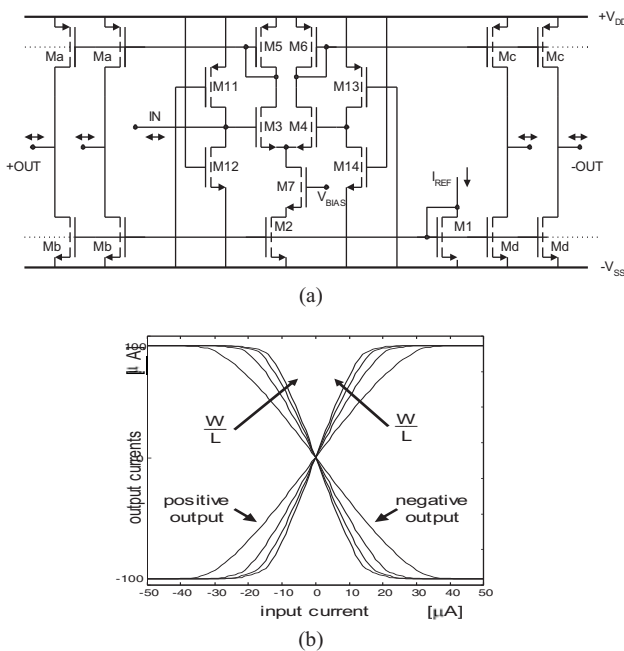 +V_DD
Ma Ma M5 M6 Mc Mc
M11 M13
IN M3 M4
M12 M14
+OUT -OUT
M7 V_BIAS I_REF
Mb Mb M2 M1 Md Md
-V_SS
(a)
100
[μ A]
output currents
W/L W/L
positive output
negative output
-100
-50 -40 -30 -20 -10 0 10 20 30 40 50
input current [μA]
(b)